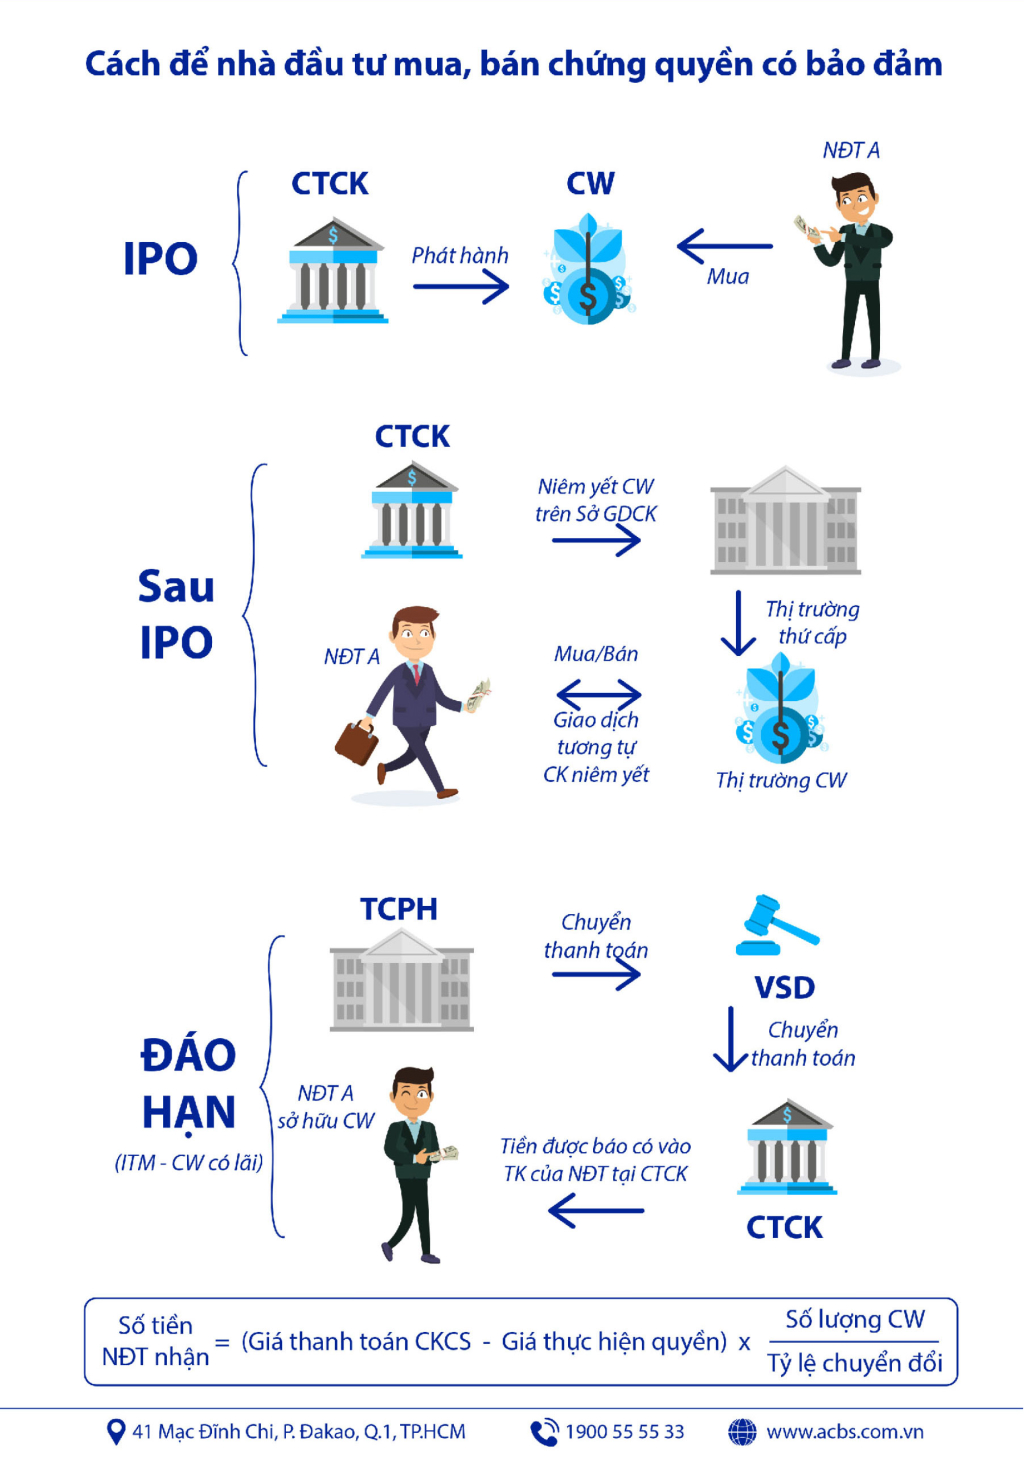 Cách để nhà đầu tư mua, bán chứng quyền có bảo đảm
NĐT A
CTCK
CW
IPO
Phát hành
Mua
$
$
$
$
$
CTCK
$
Niêm yết CW
trên Sở GDCK
Sau
IPO
Thị trường
thứ cấp
NĐT A
Mua/Bán
Giao dịch
tương tự
CK niêm yết
$
$
$
$
Thị trường CW
TCPH
Chuyển
thanh toán
VSD
Chuyển
thanh toán
ĐÁO
HẠN
(ITM - CW có lãi)
NĐT A
sở hữu CW
Tiền được báo có vào
TK của NĐT tại CTCK
$
CTCK
Số tiền
NĐT nhận
= (Giá thanh toán CKCS - Giá thực hiện quyền) x
Số lượng CW
Tỷ lệ chuyển đổi
41 Mạc Đĩnh Chi, P. Đakao, Q.1, TP.HCM
1900 55 55 33
www.acbs.com.vn